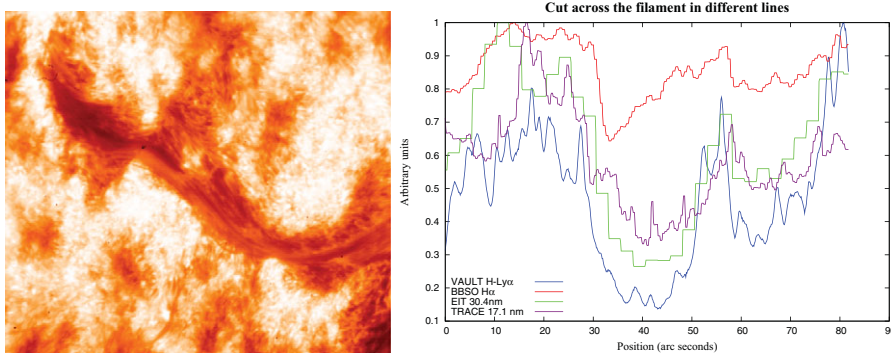 Cut across the filament in different lines
1
0.9
0.8
0.7
0.6
0.5
0.4
0.3
0.2
0.1
Arbitrary units
VAULT H-Lyα
BBSO Hα
EIT 30.4nm
TRACE 17.1 nm
0 10 20 30 40 50 60 70 80 9
Position (arc seconds)